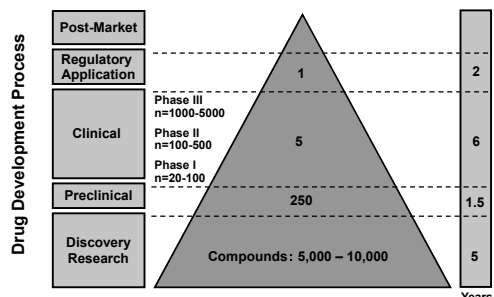 Drug Development Process
Post-Market
Regulatory
Application
Clinical
Preclinical
Discovery
Research
Phase III
n=1000-5000
Phase II
n=100-500
Phase I
n=20-100
1
5
250
Compounds: 5,000 – 10,000
2
6
1.5
5
Years